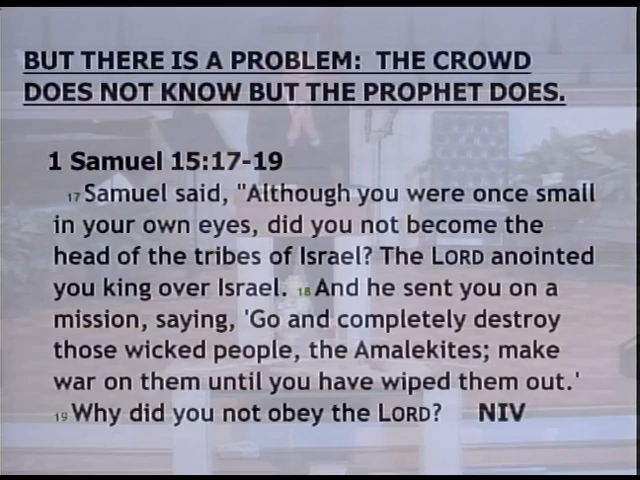 BUT THERE IS A PROBLEM: THE CROWD
DOES NOT KNOW BUT THE PROPHET DOES.
1 Samuel 15:17-19
17 Samuel said, "Although you were once small
in your own eyes, did you not become the
head of the tribes of Israel? The LORD anointed
you king over Israel. 18 And he sent you on a
mission, saying, 'Go and completely destroy
those wicked people, the Amalekites; make
war on them until you have wiped them out.'
19 Why did you not obey the LORD? NIV